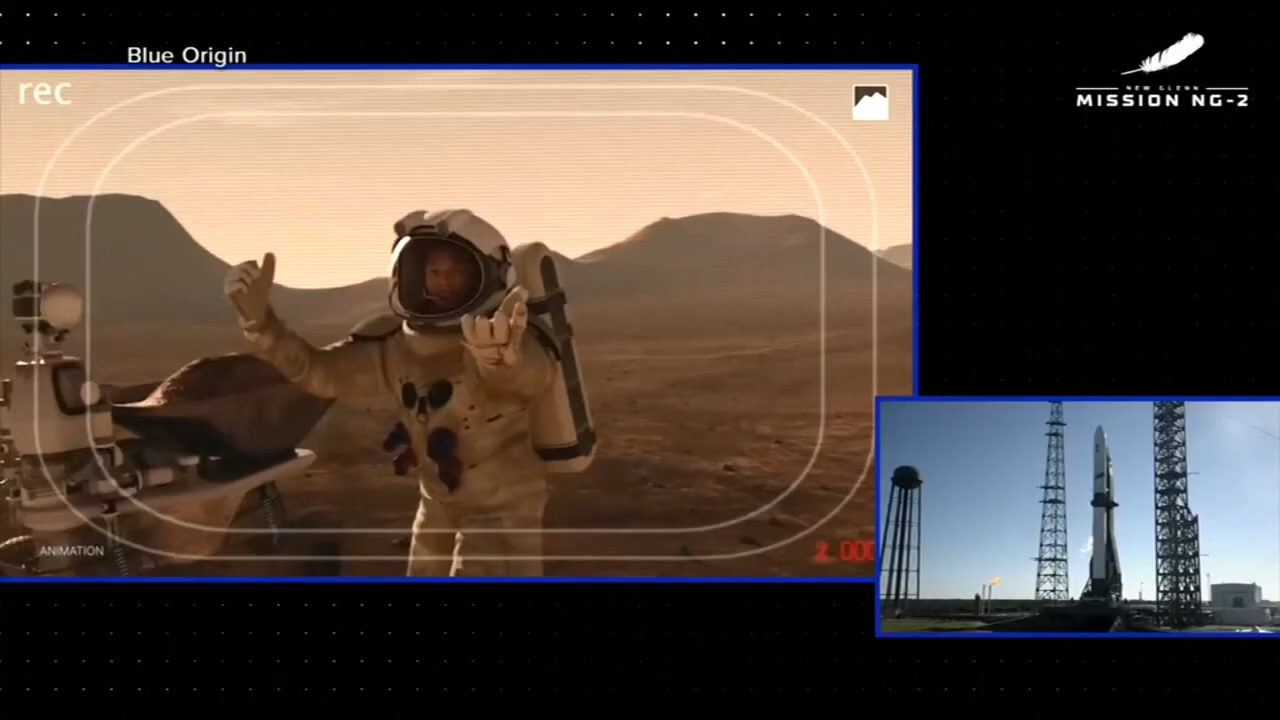 Blue Origin
rec
NEW GLENN
MISSION NG-2
ANIMATION
2 000